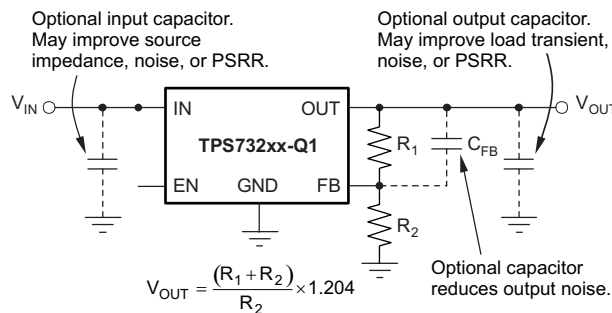 Optional input capacitor.
May improve source
impedance, noise, or PSRR.
Optional output capacitor.
May improve load transient,
noise, or PSRR.
V_IN
IN
OUT
V_OUT
TPS732xx-Q1
R_1
C_FB
EN
GND
FB
R_2
Optional capacitor
reduces output noise.
V_OUT = (R_1 + R_2) / R_2 × 1.204